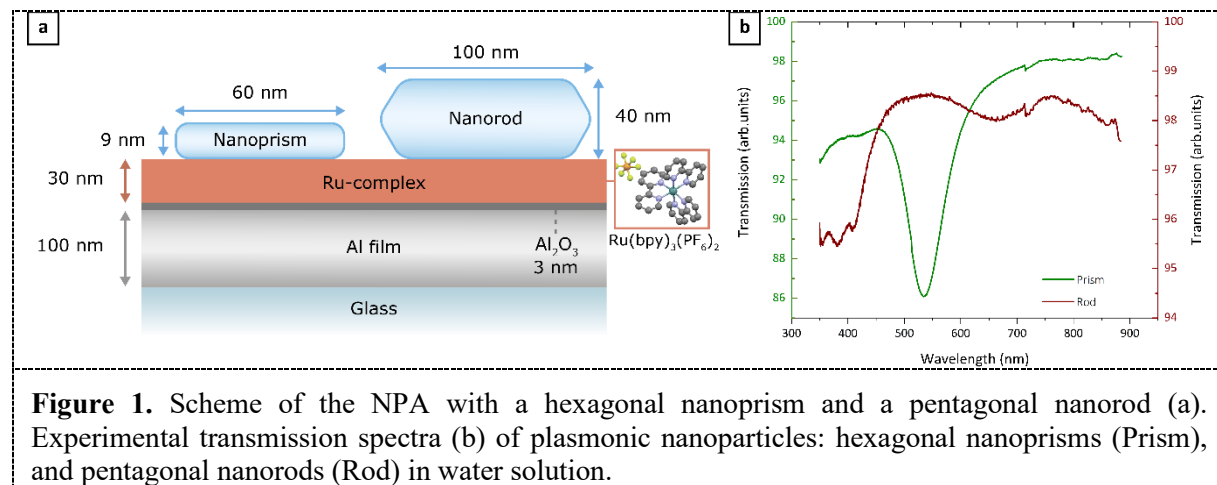 a
100 nm
60 nm
Nanorod
40 nm
9 nm
Nanoprism
30 nm
Ru-complex
100 nm
Al film
Al₂O₃
3 nm
Ru(bpy)₃(PF₆)₂
Glass
b
100
98
96
94
92
90
88
86
Transmission (arb.units)
100
99
98
97
96
95
94
Transmission (arb.units)
Prism
Rod
300 400 500 600 700 800 900
Wavelength (nm)
Figure 1. Scheme of the NPA with a hexagonal nanoprism and a pentagonal nanorod (a).
Experimental transmission spectra (b) of plasmonic nanoparticles: hexagonal nanoprisms (Prism),
and pentagonal nanorods (Rod) in water solution.